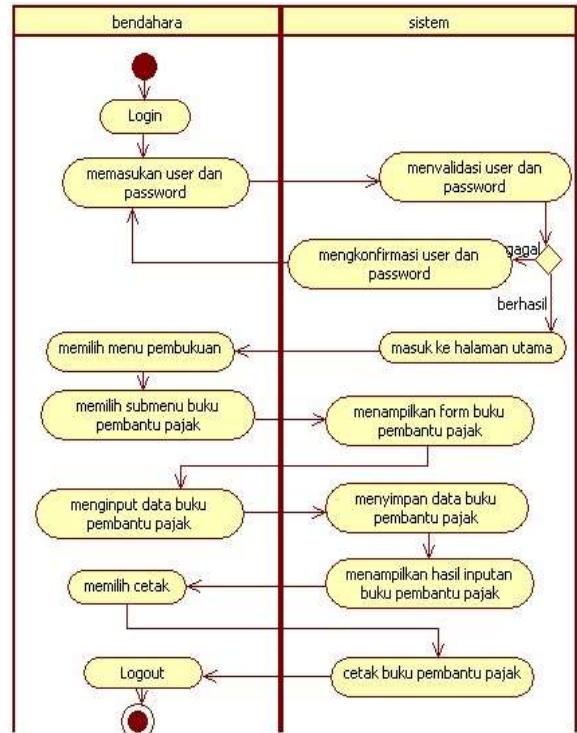 bendahara
sistem
Login
memasukan user dan
password
menvalidasi user dan
password
gagal
mengkonfirmasi user dan
password
berhasil
masuk ke halaman utama
memilih menu pembukuan
memilih submenu buku
pembantu pajak
menampilkan form buku
pembantu pajak
menginput data buku
pembantu pajak
menyimpan data buku
pembantu pajak
menampilkan hasil inputan
buku pembantu pajak
memilih cetak
cetak buku pembantu pajak
Logout